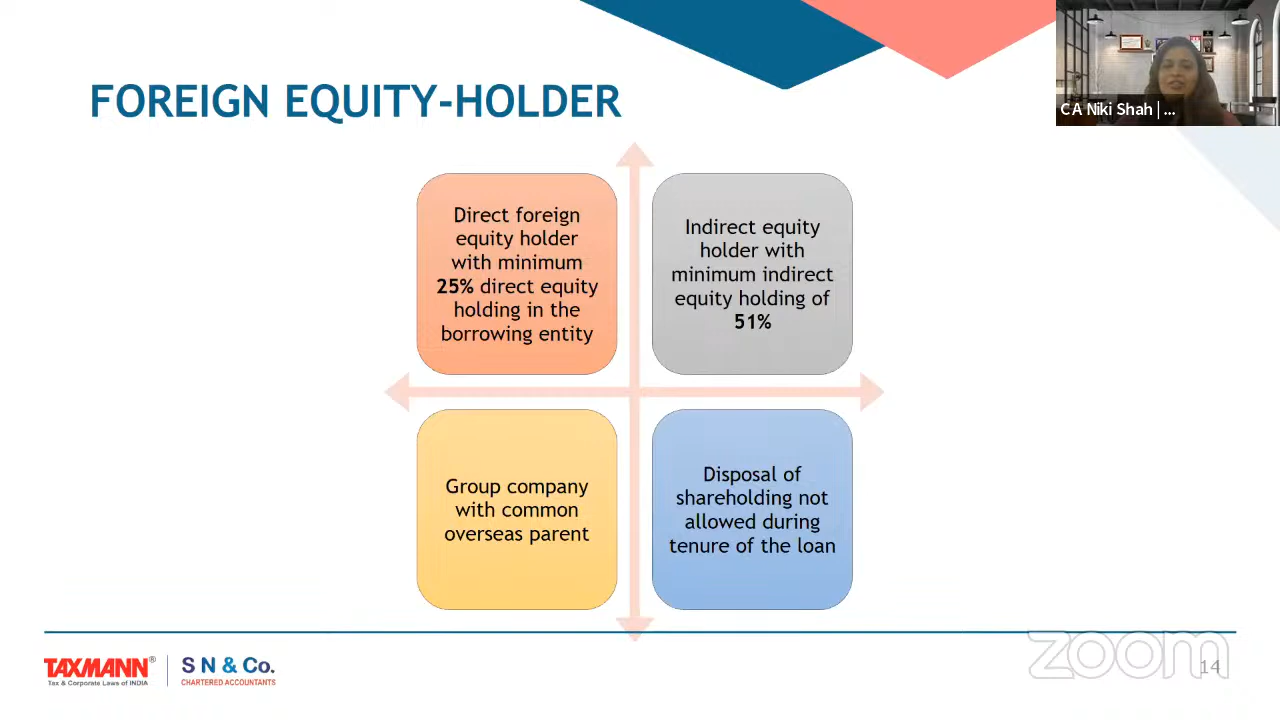 FOREIGN EQUITY-HOLDER
CA Niki Shah | ...
Direct foreign
equity holder
with minimum
25% direct equity
holding in the
borrowing entity
Indirect equity
holder with
minimum indirect
equity holding of
51%
Group company
with common
overseas parent
Disposal of
shareholding not
allowed during
tenure of the loan
TAXMANN®
Tax & Corporate Laws of INDIA
S N & Co.
CHARTERED ACCOUNTANTS
zoom
14